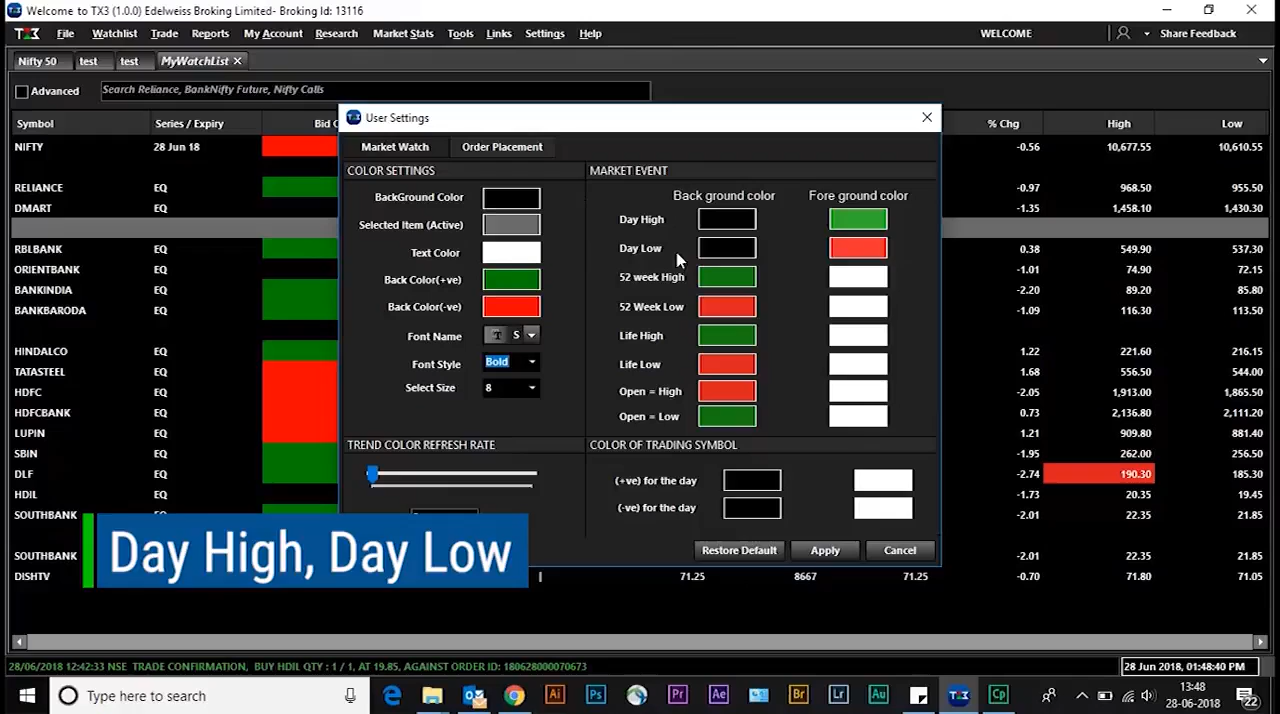 Welcome to TX3 (1.0.0) Edelweiss Broking Limited- Broking Id: 13116
TX3 File Watchlist Trade Reports My Account Research Market Stats Tools Links Settings Help WELCOME Share Feedback
Nifty 50 test test MyWatchList
Advanced Search Reliance, BankNifty Future, Nifty Calls
Symbol Series / Expiry Bid % Chg High Low
NIFTY 28 Jun 18 -0.56 10,677.55 10,610.55
RELIANCE EQ -0.97 968.50 955.50
DMART EQ -1.35 1,458.10 1,430.30
RBLBANK EQ 0.38 549.90 537.30
ORIENTBANK EQ -1.01 74.90 72.15
BANKINDIA EQ -2.20 89.20 85.80
BANKBARODA EQ -1.09 116.30 113.50
HINDALCO EQ 1.22 221.60 216.15
TATASTEEL EQ 1.68 556.50 544.00
HDFC EQ -2.05 1,913.00 1,865.50
HDFCBANK EQ 0.73 2,136.80 2,111.20
LUPIN EQ 1.21 909.80 881.40
SBIN EQ -1.95 262.00 256.50
DLF EQ -2.74 190.30 185.30
HDIL EQ -1.73 20.35 19.45
SOUTHBANK EQ -2.01 22.35 21.85
SOUTHBANK -2.01 22.35 21.85
DISHTV 71.25 8667 71.25 -0.70 71.80 71.05
User Settings
Market Watch Order Placement
COLOR SETTINGS
BackGround Color
Selected Item (Active)
Text Color
Back Color(+ve)
Back Color(-ve)
Font Name S
Font Style Bold
Select Size 8
TREND COLOR REFRESH RATE
MARKET EVENT
Back ground color Fore ground color
Day High
Day Low
52 week High
52 Week Low
Life High
Life Low
Open = High
Open = Low
COLOR OF TRADING SYMBOL
(+ve) for the day
(-ve) for the day
Restore Default Apply Cancel
Day High, Day Low
28/06/2018 12:42:33 NSE TRADE CONFIRMATION, BUY HDIL QTY : 1 / 1, AT 19.85, AGAINST ORDER ID: 180628000070673
28 Jun 2018, 01:48:40 PM
Type here to search
Ai Ps Pr Ae Br Lr Au TX3 Cp
13:48
28-06-2018
22